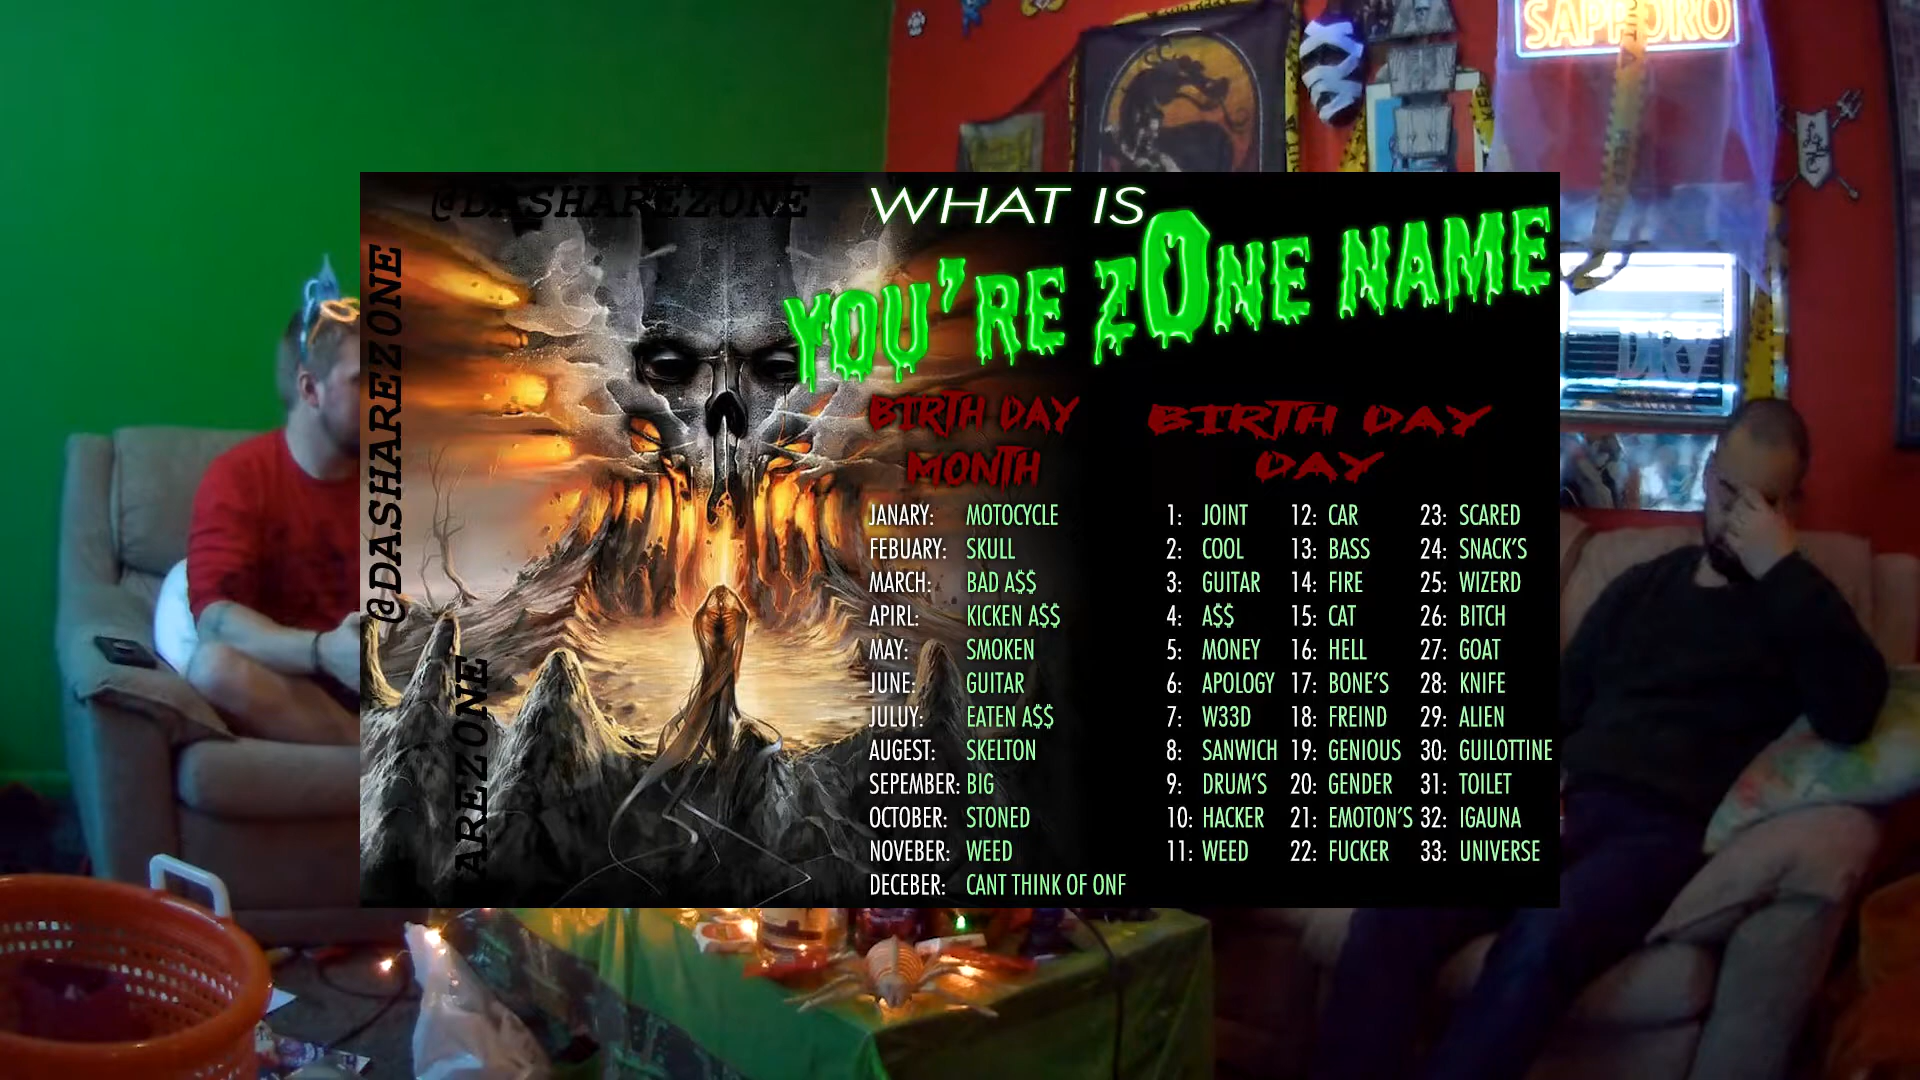 SAPPORO
@DASHAREZONE
@DASHAREZONE
AREZONE
WHAT IS
YOU'RE ZONE NAME
BIRTH DAY
MONTH
JANARY: MOTOCYCLE
FEBUARY: SKULL
MARCH: BAD A$$
APIRL: KICKEN A$$
MAY: SMOKEN
JUNE: GUITAR
JULUY: EATEN A$$
AUGEST: SKELTON
SEPEMBER: BIG
OCTOBER: STONED
NOVEBER: WEED
DECEBER: CANT THINK OF ONF
BIRTH DAY
DAY
1: JOINT 12: CAR 23: SCARED
2: COOL 13: BASS 24: SNACK'S
3: GUITAR 14: FIRE 25: WIZERD
4: A$$ 15: CAT 26: BITCH
5: MONEY 16: HELL 27: GOAT
6: APOLOGY 17: BONE'S 28: KNIFE
7: W33D 18: FREIND 29: ALIEN
8: SANWICH 19: GENIOUS 30: GUILOTTINE
9: DRUM'S 20: GENDER 31: TOILET
10: HACKER 21: EMOTON'S 32: IGAUNA
11: WEED 22: FUCKER 33: UNIVERSE
DRY